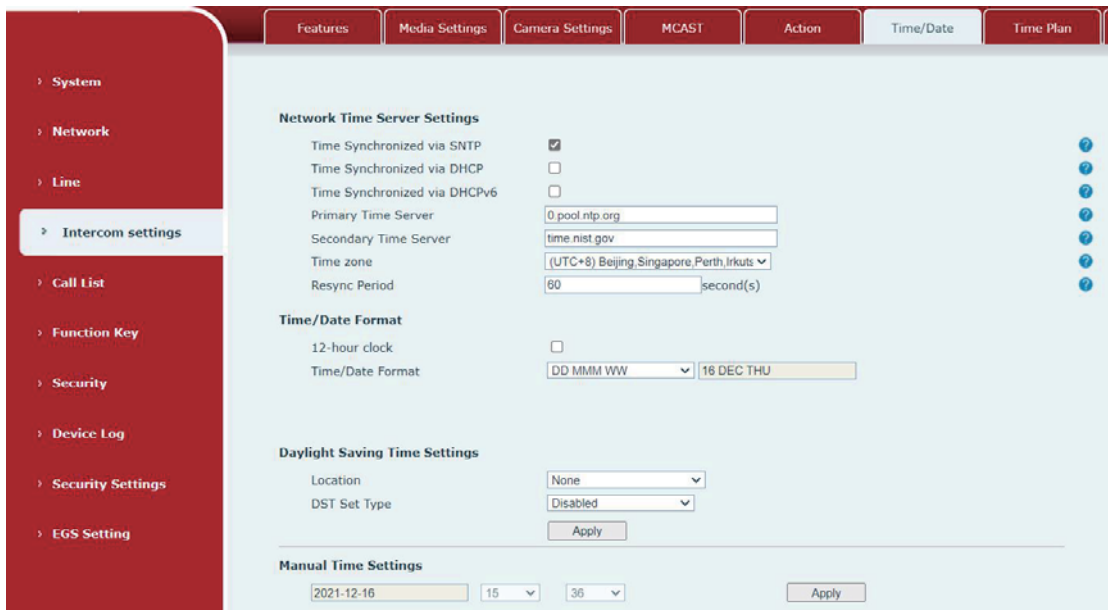 Features Media Settings Camera Settings MCAST Action Time/Date Time Plan
System
Network
Line
Intercom settings
Call List
Function Key
Security
Device Log
Security Settings
EGS Setting
Network Time Server Settings
Time Synchronized via SNTP
Time Synchronized via DHCP
Time Synchronized via DHCPv6
Primary Time Server 0.pool.ntp.org
Secondary Time Server time.nist.gov
Time zone (UTC+8) Beijing,Singapore,Perth,Irkuts
Resync Period 60 second(s)
Time/Date Format
12-hour clock
Time/Date Format DD MMM WW 16 DEC THU
Daylight Saving Time Settings
Location None
DST Set Type Disabled
Apply
Manual Time Settings
2021-12-16 15 36 Apply